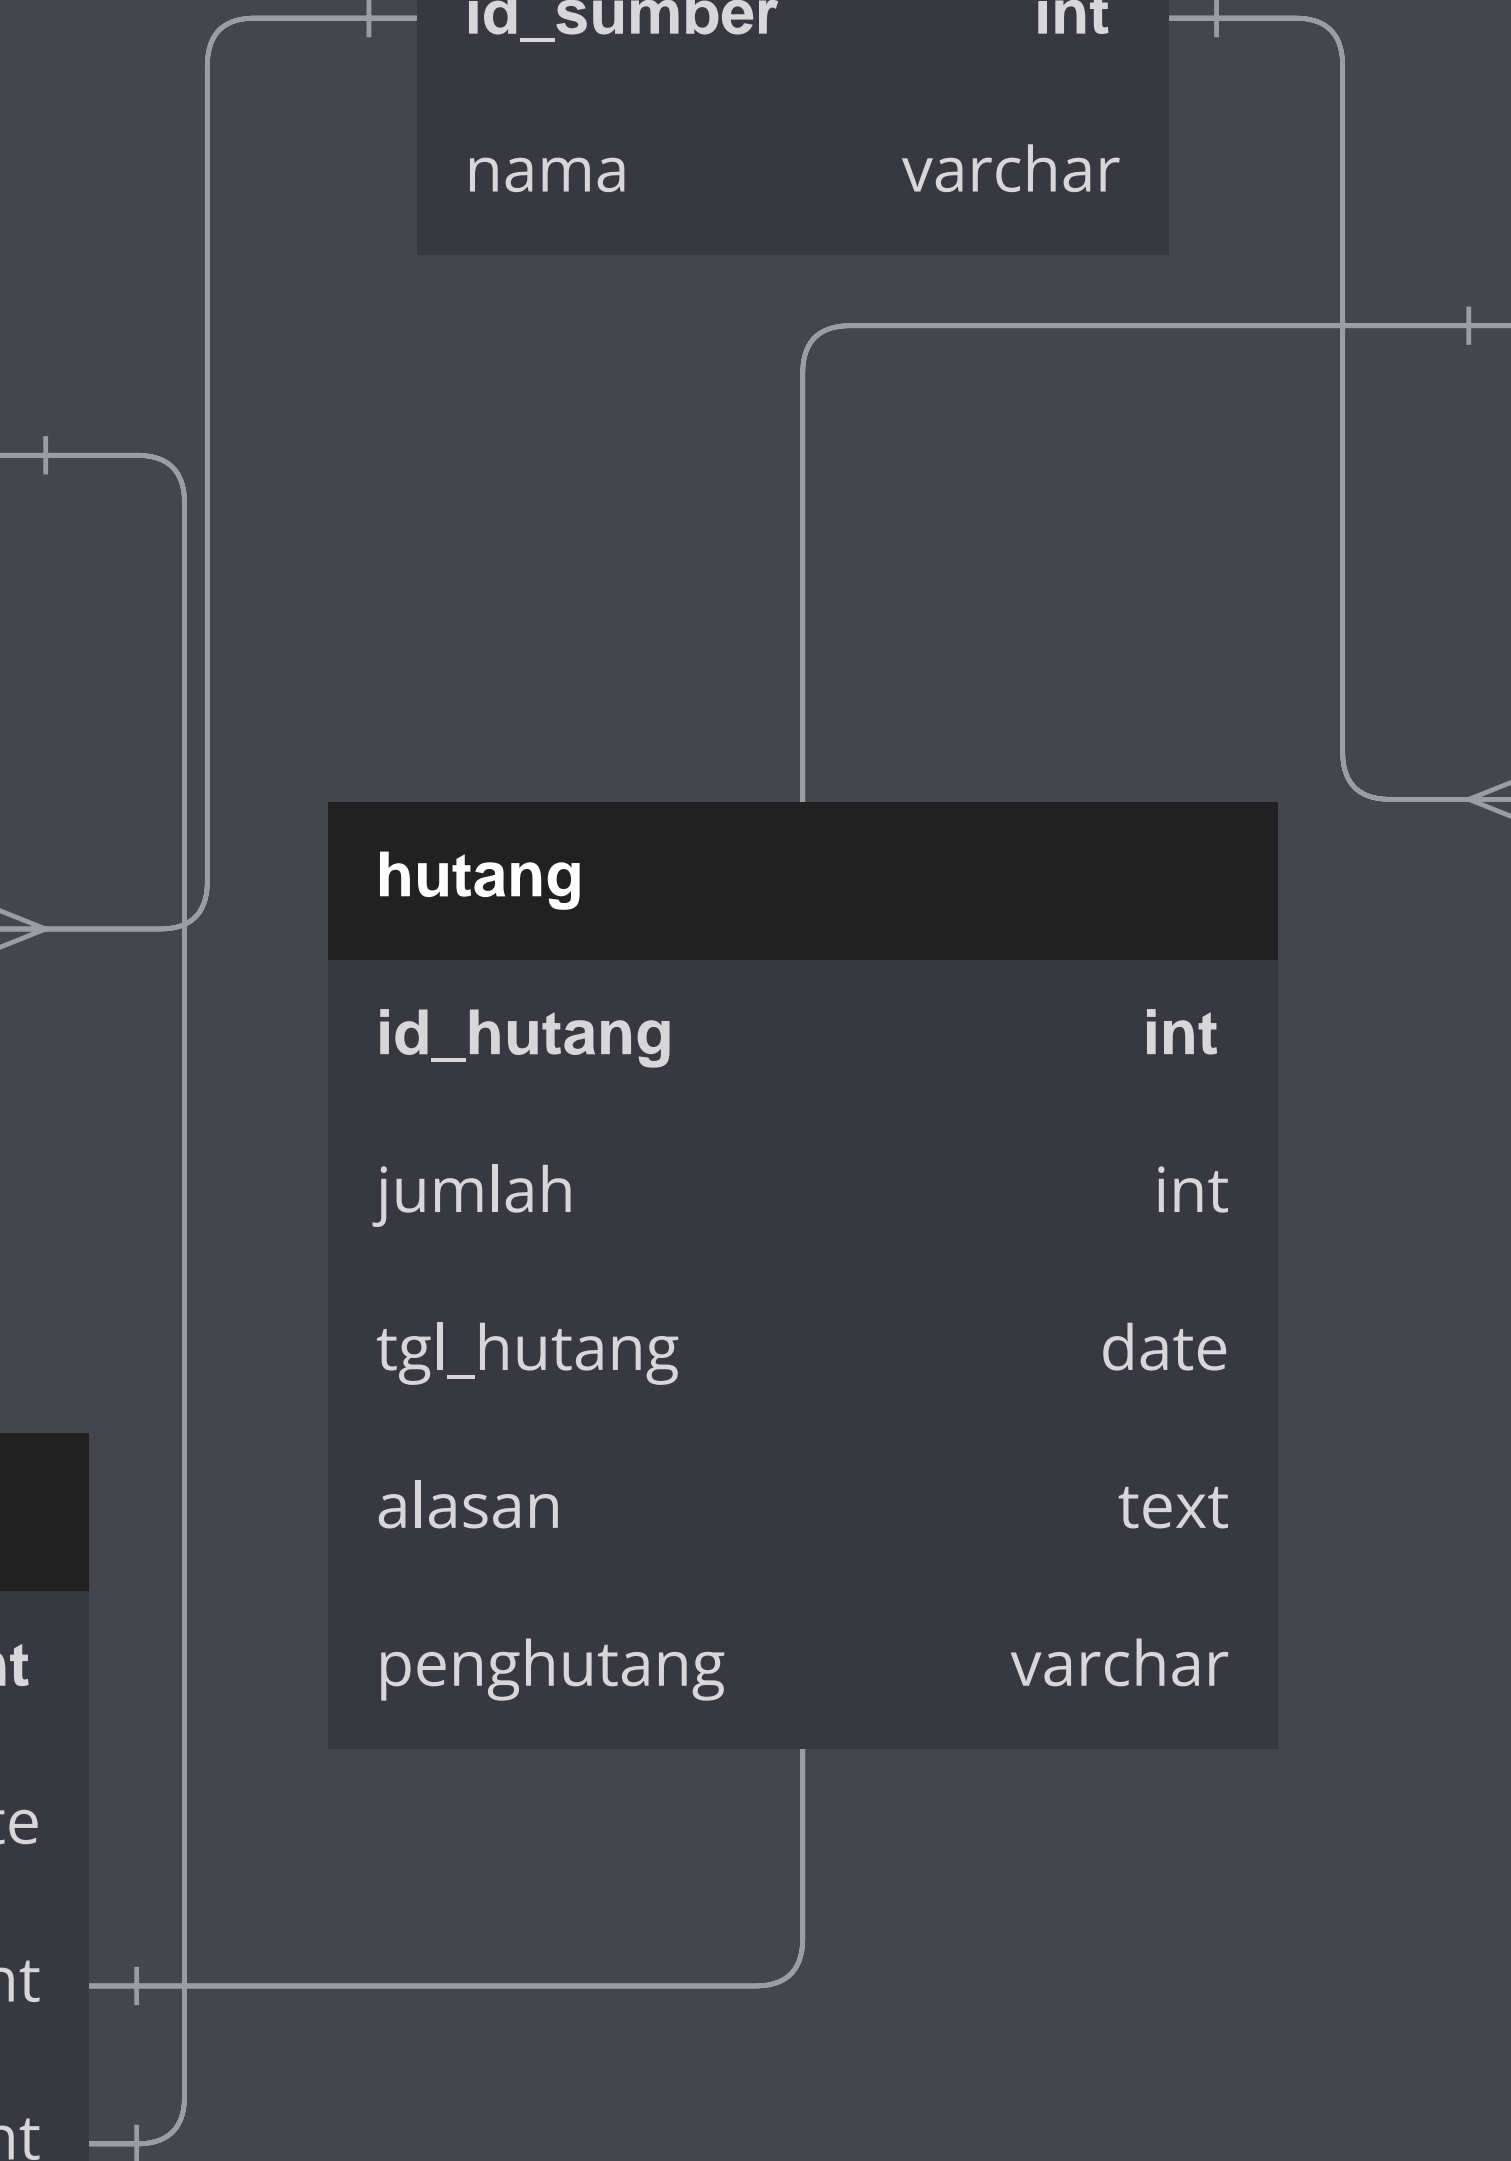 id_sumber int
nama varchar
hutang
id_hutang int
jumlah int
tgl_hutang date
alasan text
penghutang varchar